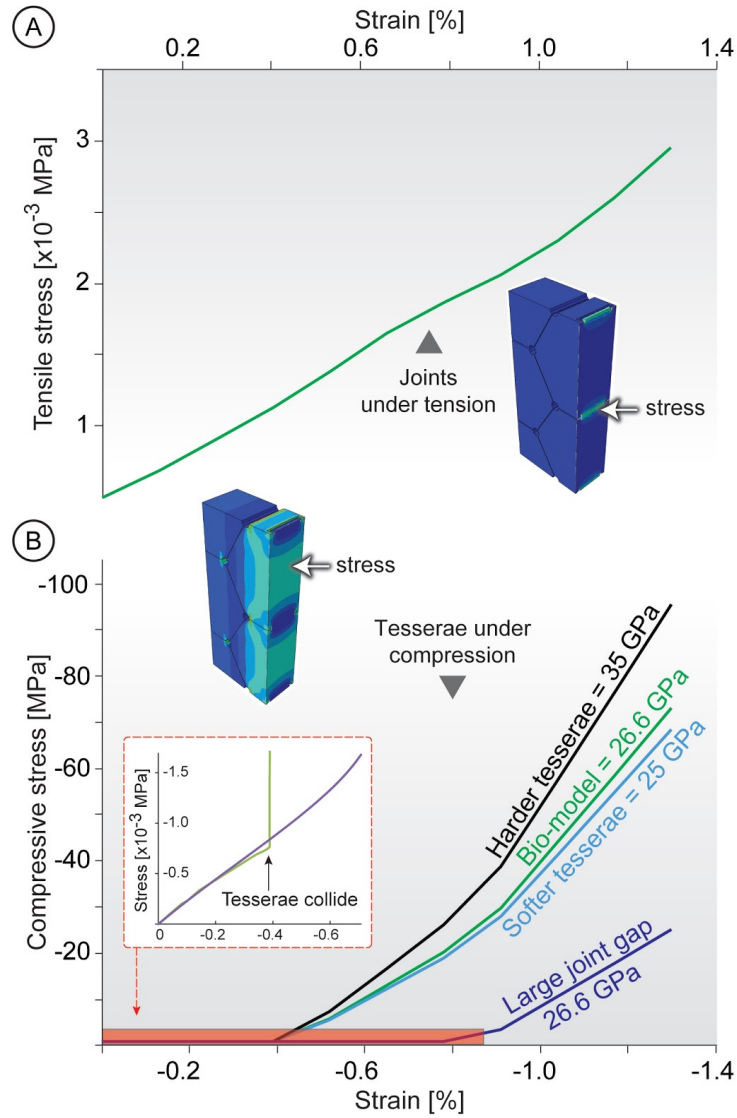 A
Strain [%]
0.2 0.6 1.0 1.4
Tensile stress [x10⁻³ MPa]
3
2
1
Joints
under tension
stress
B
stress
Compressive stress [MPa]
-100
-80
-60
-40
-20
Tesserae under
compression
Harder tesserae = 35 GPa
Bio-model = 26.6 GPa
Softer tesserae = 25 GPa
Large joint gap
26.6 GPa
Stress [x10⁻³ MPa]
-1.5
-1.0
-0.5
Tesserae collide
0 -0.2 -0.4 -0.6
-0.2 -0.6 -1.0 -1.4
Strain [%]